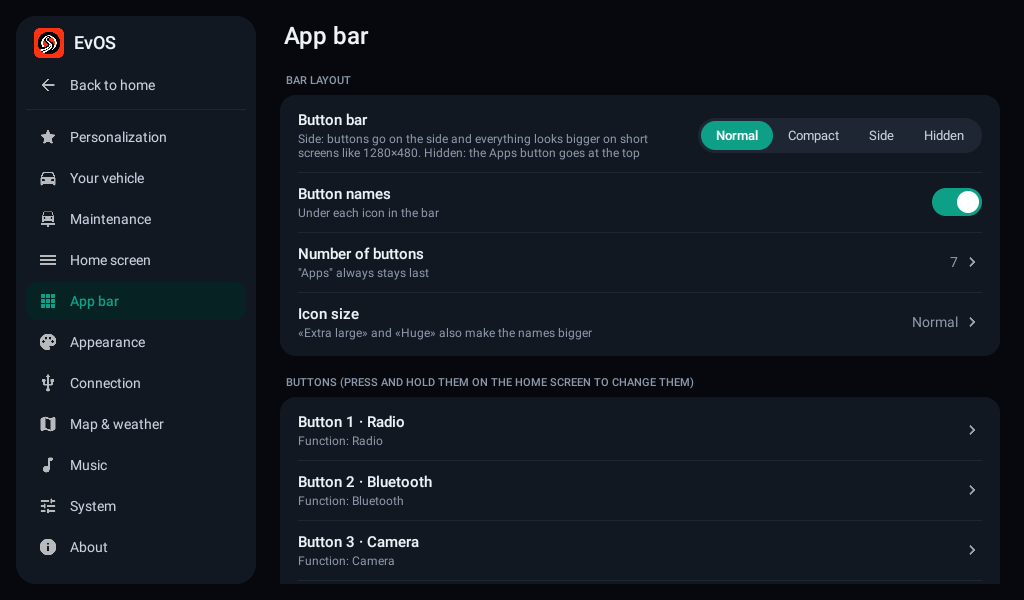 EvOS
Back to home
Personalization
Your vehicle
Maintenance
Home screen
App bar
Appearance
Connection
Map & weather
Music
System
About
App bar
BAR LAYOUT
Button bar
Side: buttons go on the side and everything looks bigger on short
screens like 1280×480. Hidden: the Apps button goes at the top
Normal Compact Side Hidden
Button names
Under each icon in the bar
Number of buttons
"Apps" always stays last
7
Icon size
«Extra large» and «Huge» also make the names bigger
Normal
BUTTONS (PRESS AND HOLD THEM ON THE HOME SCREEN TO CHANGE THEM)
Button 1 · Radio
Function: Radio
Button 2 · Bluetooth
Function: Bluetooth
Button 3 · Camera
Function: Camera